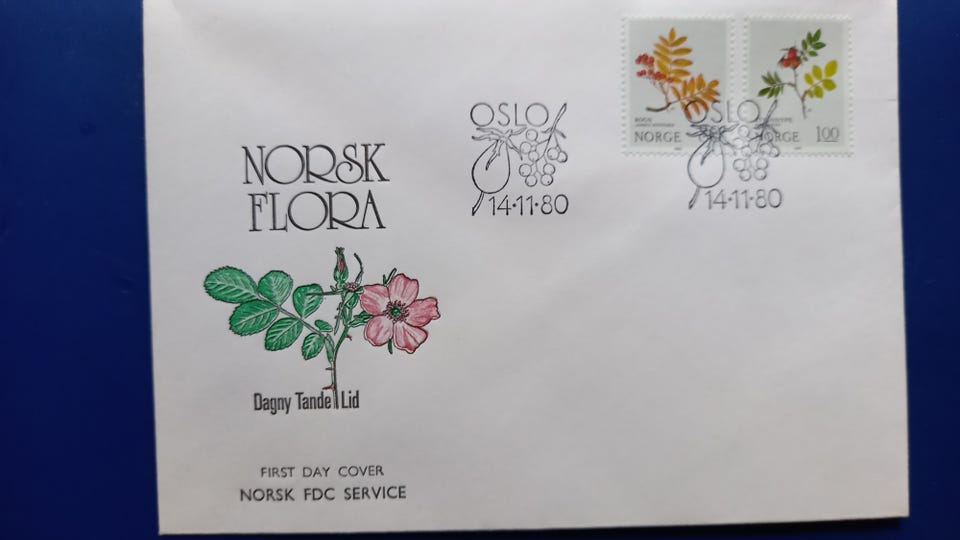 OSLO
14·11·80
OSLO
14·11·80
ROGN
NORGE
NORGE 1.00
NORSK
FLORA
Dagny Tande Lid
FIRST DAY COVER
NORSK FDC SERVICE